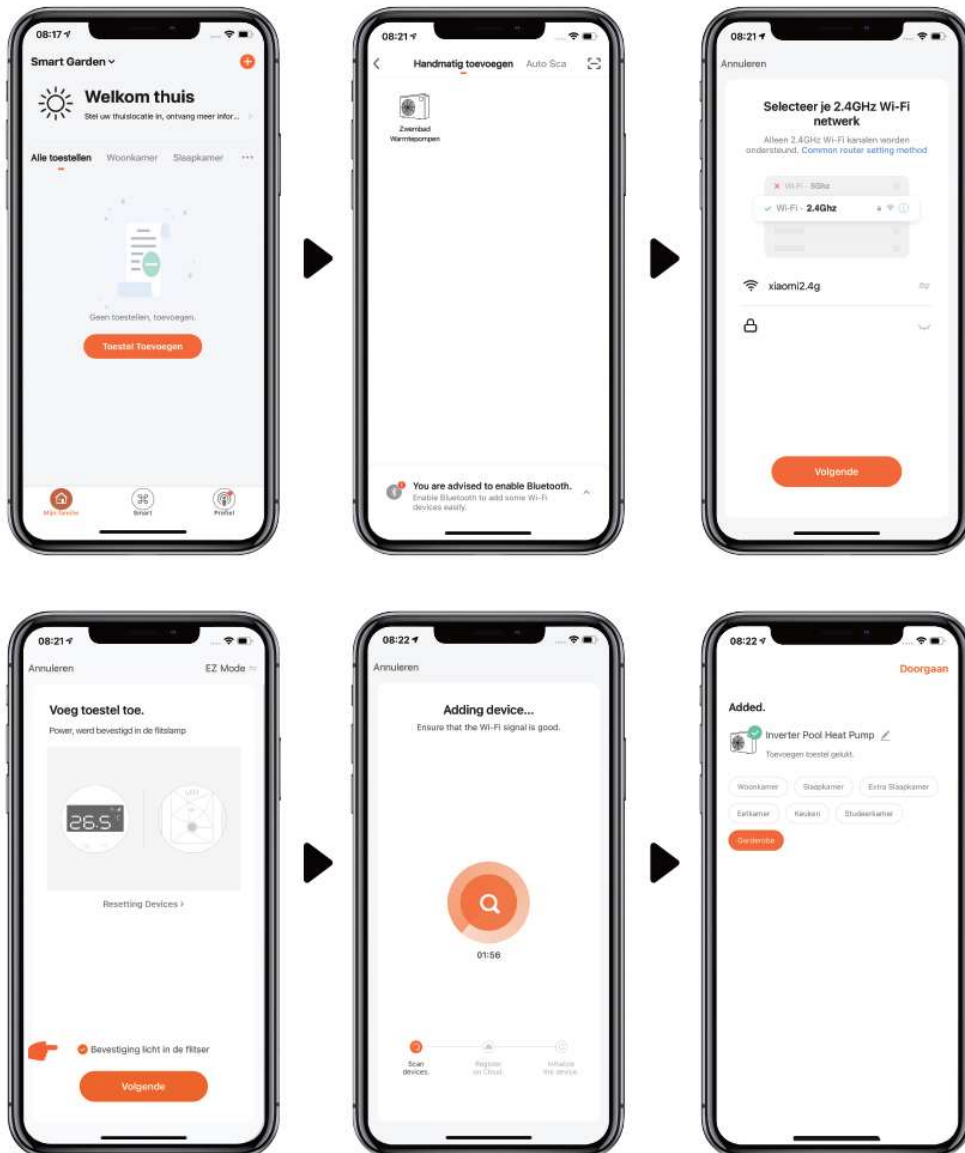 08:17
Smart Garden
Welkom thuis
Stel uw thuislocatie in, ontvang meer infor...
Alle toestellen Woonkamer Slaapkamer ...
Geen toestellen, toevoegen.
Toestel Toevoegen
Mijn familie Smart Profiel
08:21
Handmatig toevoegen Auto Sca
Zwembad
Warmtepompen
You are advised to enable Bluetooth.
Enable Bluetooth to add some Wi-Fi
devices easily.
08:21
Annuleren
Selecteer je 2.4GHz Wi-Fi
netwerk
Alleen 2.4GHz Wi-Fi kanalen worden
ondersteund. Common router setting method
Wi-Fi - 5Ghz
Wi-Fi - 2.4Ghz
xiaomi2.4g
Volgende
08:21
Annuleren EZ Mode
Voeg toestel toe.
Power, werd bevestigd in de flitslamp
26.5 °C
Resetting Devices >
Bevestiging licht in de flitser
Volgende
08:22
Annuleren
Adding device...
Ensure that the Wi-Fi signal is good.
01:56
Scan Register Initialize
devices. on Cloud. the device.
08:22
Doorgaan
Added.
Inverter Pool Heat Pump
Toevoegen toestel gelukt.
Woonkamer Slaapkamer Extra Slaapkamer
Eetkamer Keuken Studeerkamer
Garderobe